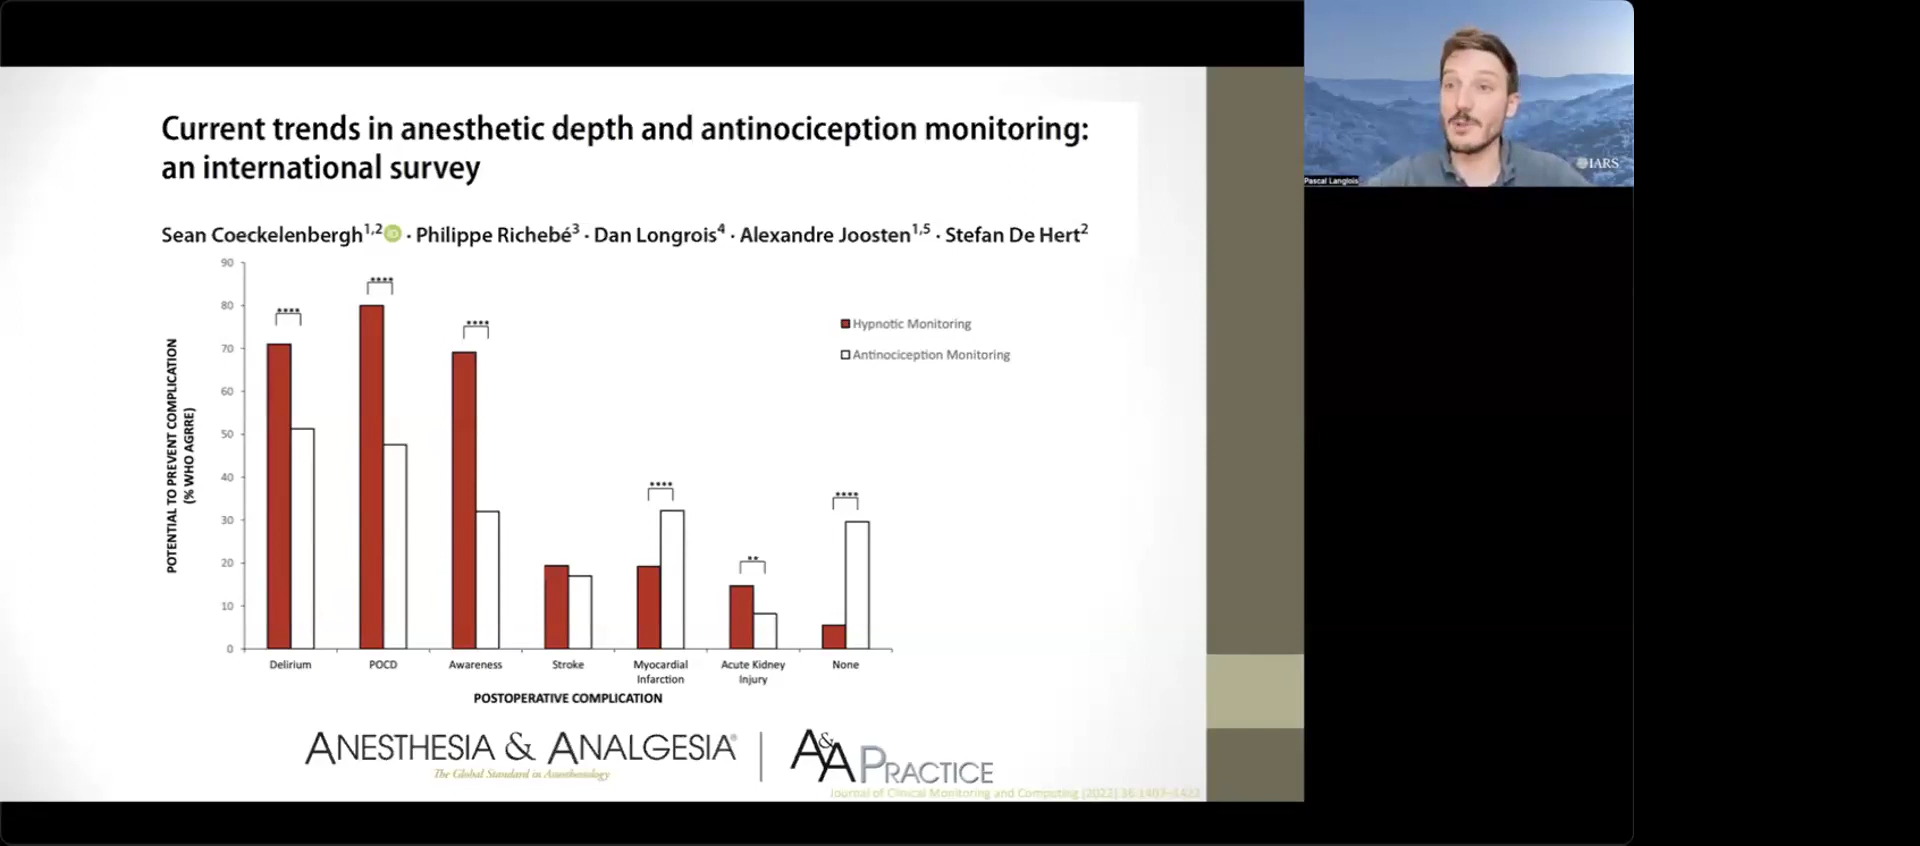 Current trends in anesthetic depth and antinociception monitoring:
an international survey
Sean Coeckelenbergh1,2 iD · Philippe Richebé3 · Dan Longrois4 · Alexandre Joosten1,5 · Stefan De Hert2
POTENTIAL TO PREVENT COMPLICATION
(% WHO AGRRE)
90
80
70
60
50
40
30
20
10
0
****
****
****
****
**
****
Hypnotic Monitoring
Antinociception Monitoring
Delirium
POCD
Awareness
Stroke
Myocardial
Infarction
Acute Kidney
Injury
None
POSTOPERATIVE COMPLICATION
ANESTHESIA & ANALGESIA®
The Global Standard in Anesthesiology
A&A PRACTICE
Journal of Clinical Monitoring and Computing (2022) 36:1407–1422
IARS
Pascal Langlois